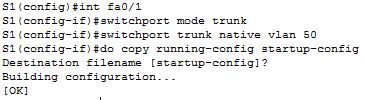 S1(config)#int fa0/1
S1(config-if)#switchport mode trunk
S1(config-if)#switchport trunk native vlan 50
S1(config-if)#do copy running-config startup-config
Destination filename [startup-config]?
Building configuration...
[OK]